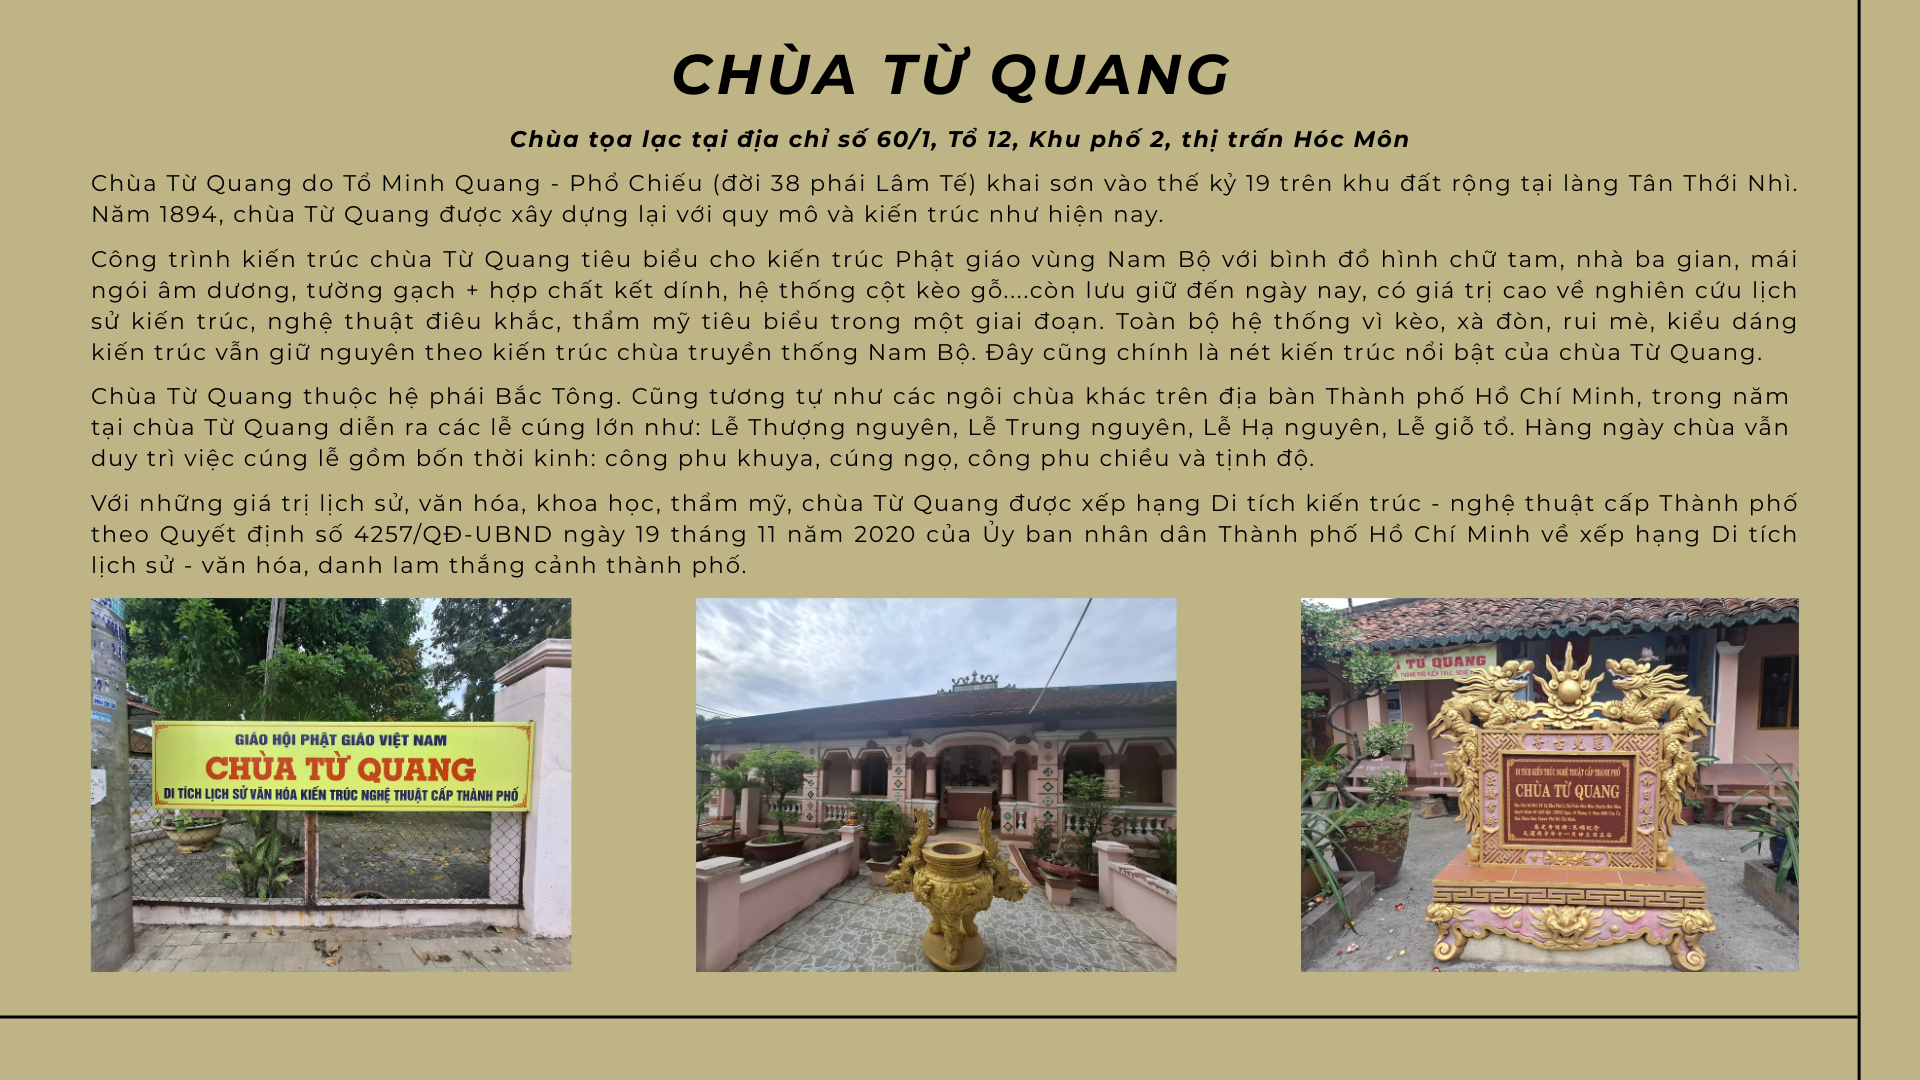 CHÙA TỪ QUANG
Chùa tọa lạc tại địa chỉ số 60/1, Tổ 12, Khu phố 2, thị trấn Hóc Môn
Chùa Từ Quang do Tổ Minh Quang - Phổ Chiếu (đời 38 phái Lâm Tế) khai sơn vào thế kỷ 19 trên khu đất rộng tại làng Tân Thới Nhì.
Năm 1894, chùa Từ Quang được xây dựng lại với quy mô và kiến trúc như hiện nay.
Công trình kiến trúc chùa Từ Quang tiêu biểu cho kiến trúc Phật giáo vùng Nam Bộ với bình đồ hình chữ tam, nhà ba gian, mái
ngói âm dương, tường gạch + hợp chất kết dính, hệ thống cột kèo gỗ....còn lưu giữ đến ngày nay, có giá trị cao về nghiên cứu lịch
sử kiến trúc, nghệ thuật điêu khắc, thẩm mỹ tiêu biểu trong một giai đoạn. Toàn bộ hệ thống vì kèo, xà đòn, rui mè, kiểu dáng
kiến trúc vẫn giữ nguyên theo kiến trúc chùa truyền thống Nam Bộ. Đây cũng chính là nét kiến trúc nổi bật của chùa Từ Quang.
Chùa Từ Quang thuộc hệ phái Bắc Tông. Cũng tương tự như các ngôi chùa khác trên địa bàn Thành phố Hồ Chí Minh, trong năm
tại chùa Từ Quang diễn ra các lễ cúng lớn như: Lễ Thượng nguyên, Lễ Trung nguyên, Lễ Hạ nguyên, Lễ giỗ tổ. Hàng ngày chùa vẫn
duy trì việc cúng lễ gồm bốn thời kinh: công phu khuya, cúng ngọ, công phu chiều và tịnh độ.
Với những giá trị lịch sử, văn hóa, khoa học, thẩm mỹ, chùa Từ Quang được xếp hạng Di tích kiến trúc - nghệ thuật cấp Thành phố
theo Quyết định số 4257/QĐ-UBND ngày 19 tháng 11 năm 2020 của Ủy ban nhân dân Thành phố Hồ Chí Minh về xếp hạng Di tích
lịch sử - văn hóa, danh lam thắng cảnh thành phố.
GIÁO HỘI PHẬT GIÁO VIỆT NAM
CHÙA TỪ QUANG
DI TÍCH LỊCH SỬ VĂN HÓA KIẾN TRÚC NGHỆ THUẬT CẤP THÀNH PHỐ
TỪ QUANG
DI TÍCH KIẾN TRÚC NGHỆ THUẬT CẤP THÀNH PHỐ
CHÙA TỪ QUANG